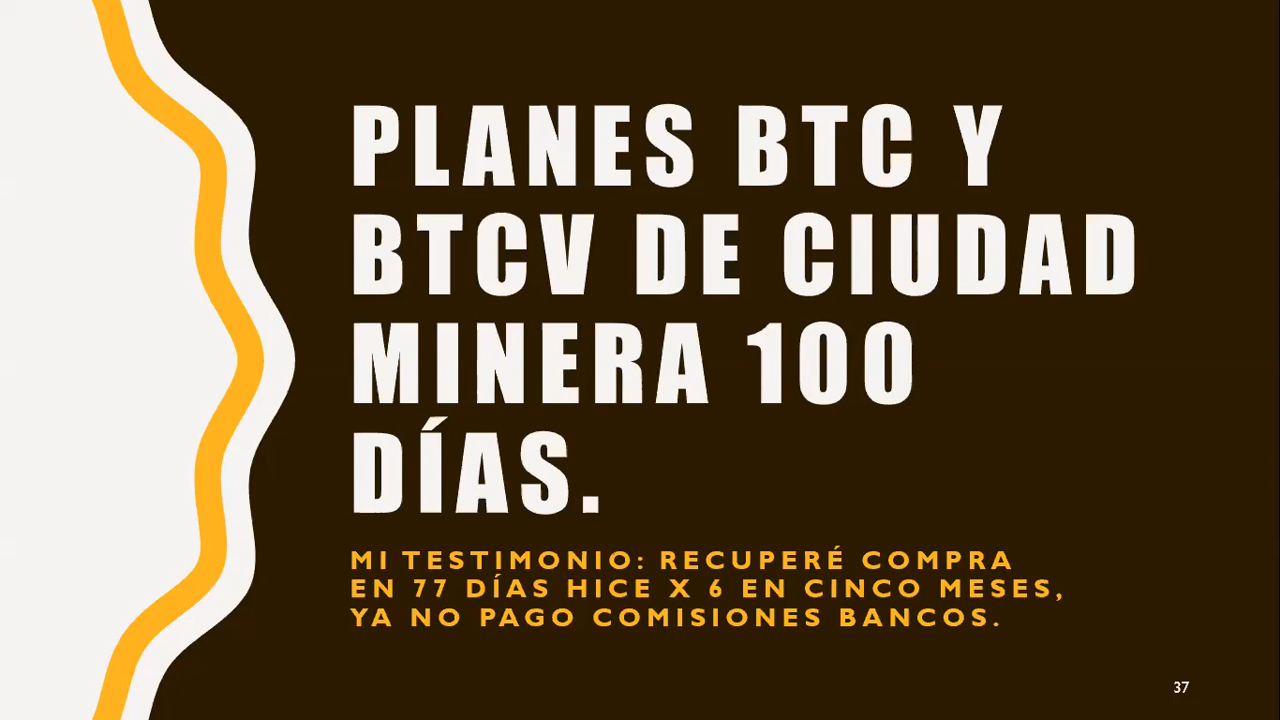 PLANES BTC Y
BTCV DE CIUDAD
MINERA 100
DÍAS.
MI TESTIMONIO: RECUPERÉ COMPRA
EN 77 DÍAS HICE X 6 EN CINCO MESES,
YA NO PAGO COMISIONES BANCOS.
37